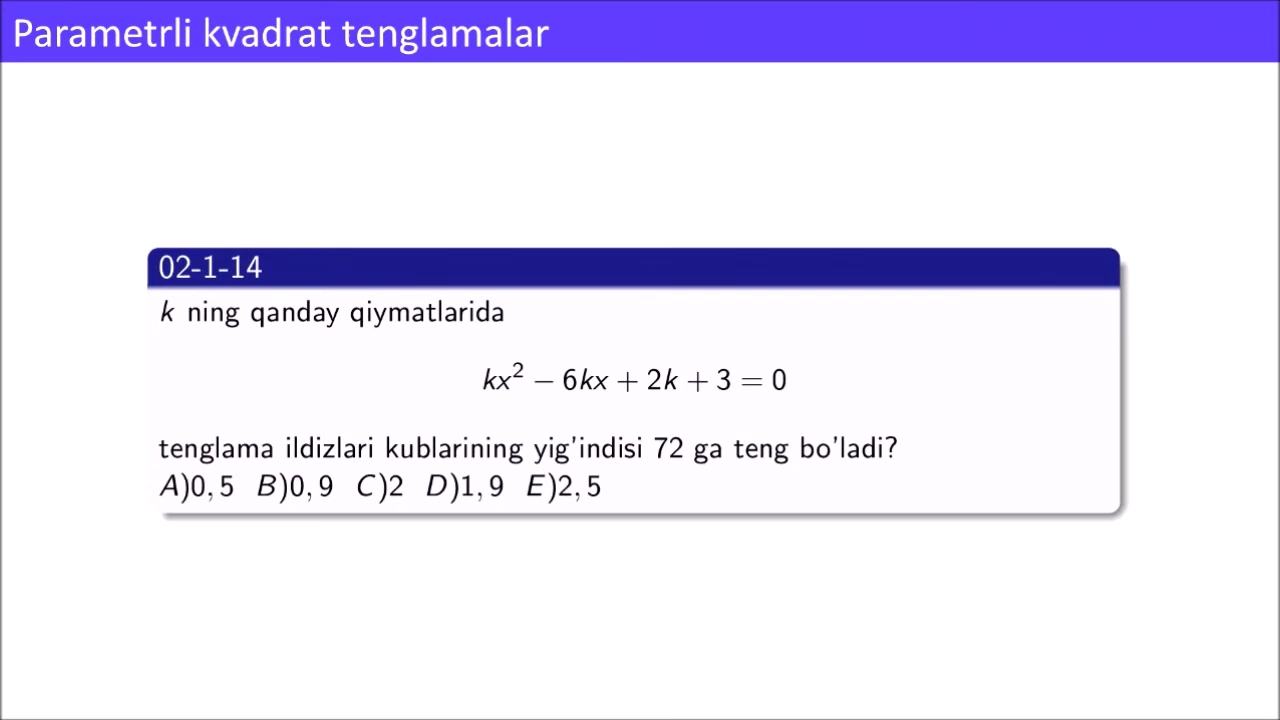 Parametrli kvadrat tenglamalar
02-1-14
k ning qanday qiymatlarida
kx² − 6kx + 2k + 3 = 0
tenglama ildizlari kublarining yig'indisi 72 ga teng bo'ladi?
A)0, 5 B)0, 9 C)2 D)1, 9 E)2, 5